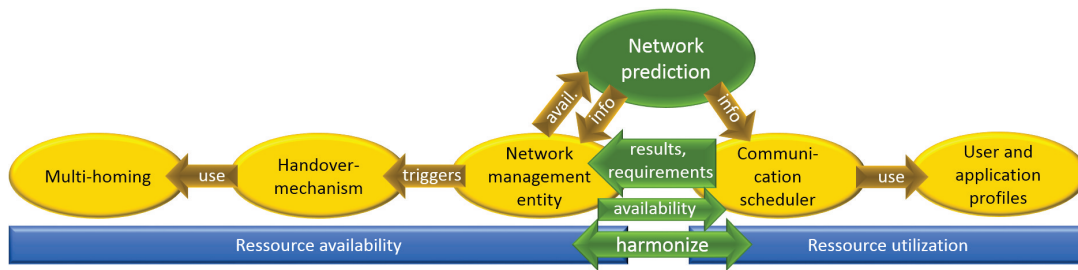 Network
prediction
avail.
info
info
Multi-homing
use
Handover-
mechanism
triggers
Network
management
entity
results,
requirements
availability
Communi-
cation
scheduler
use
User and
application
profiles
Ressource availability
harmonize
Ressource utilization